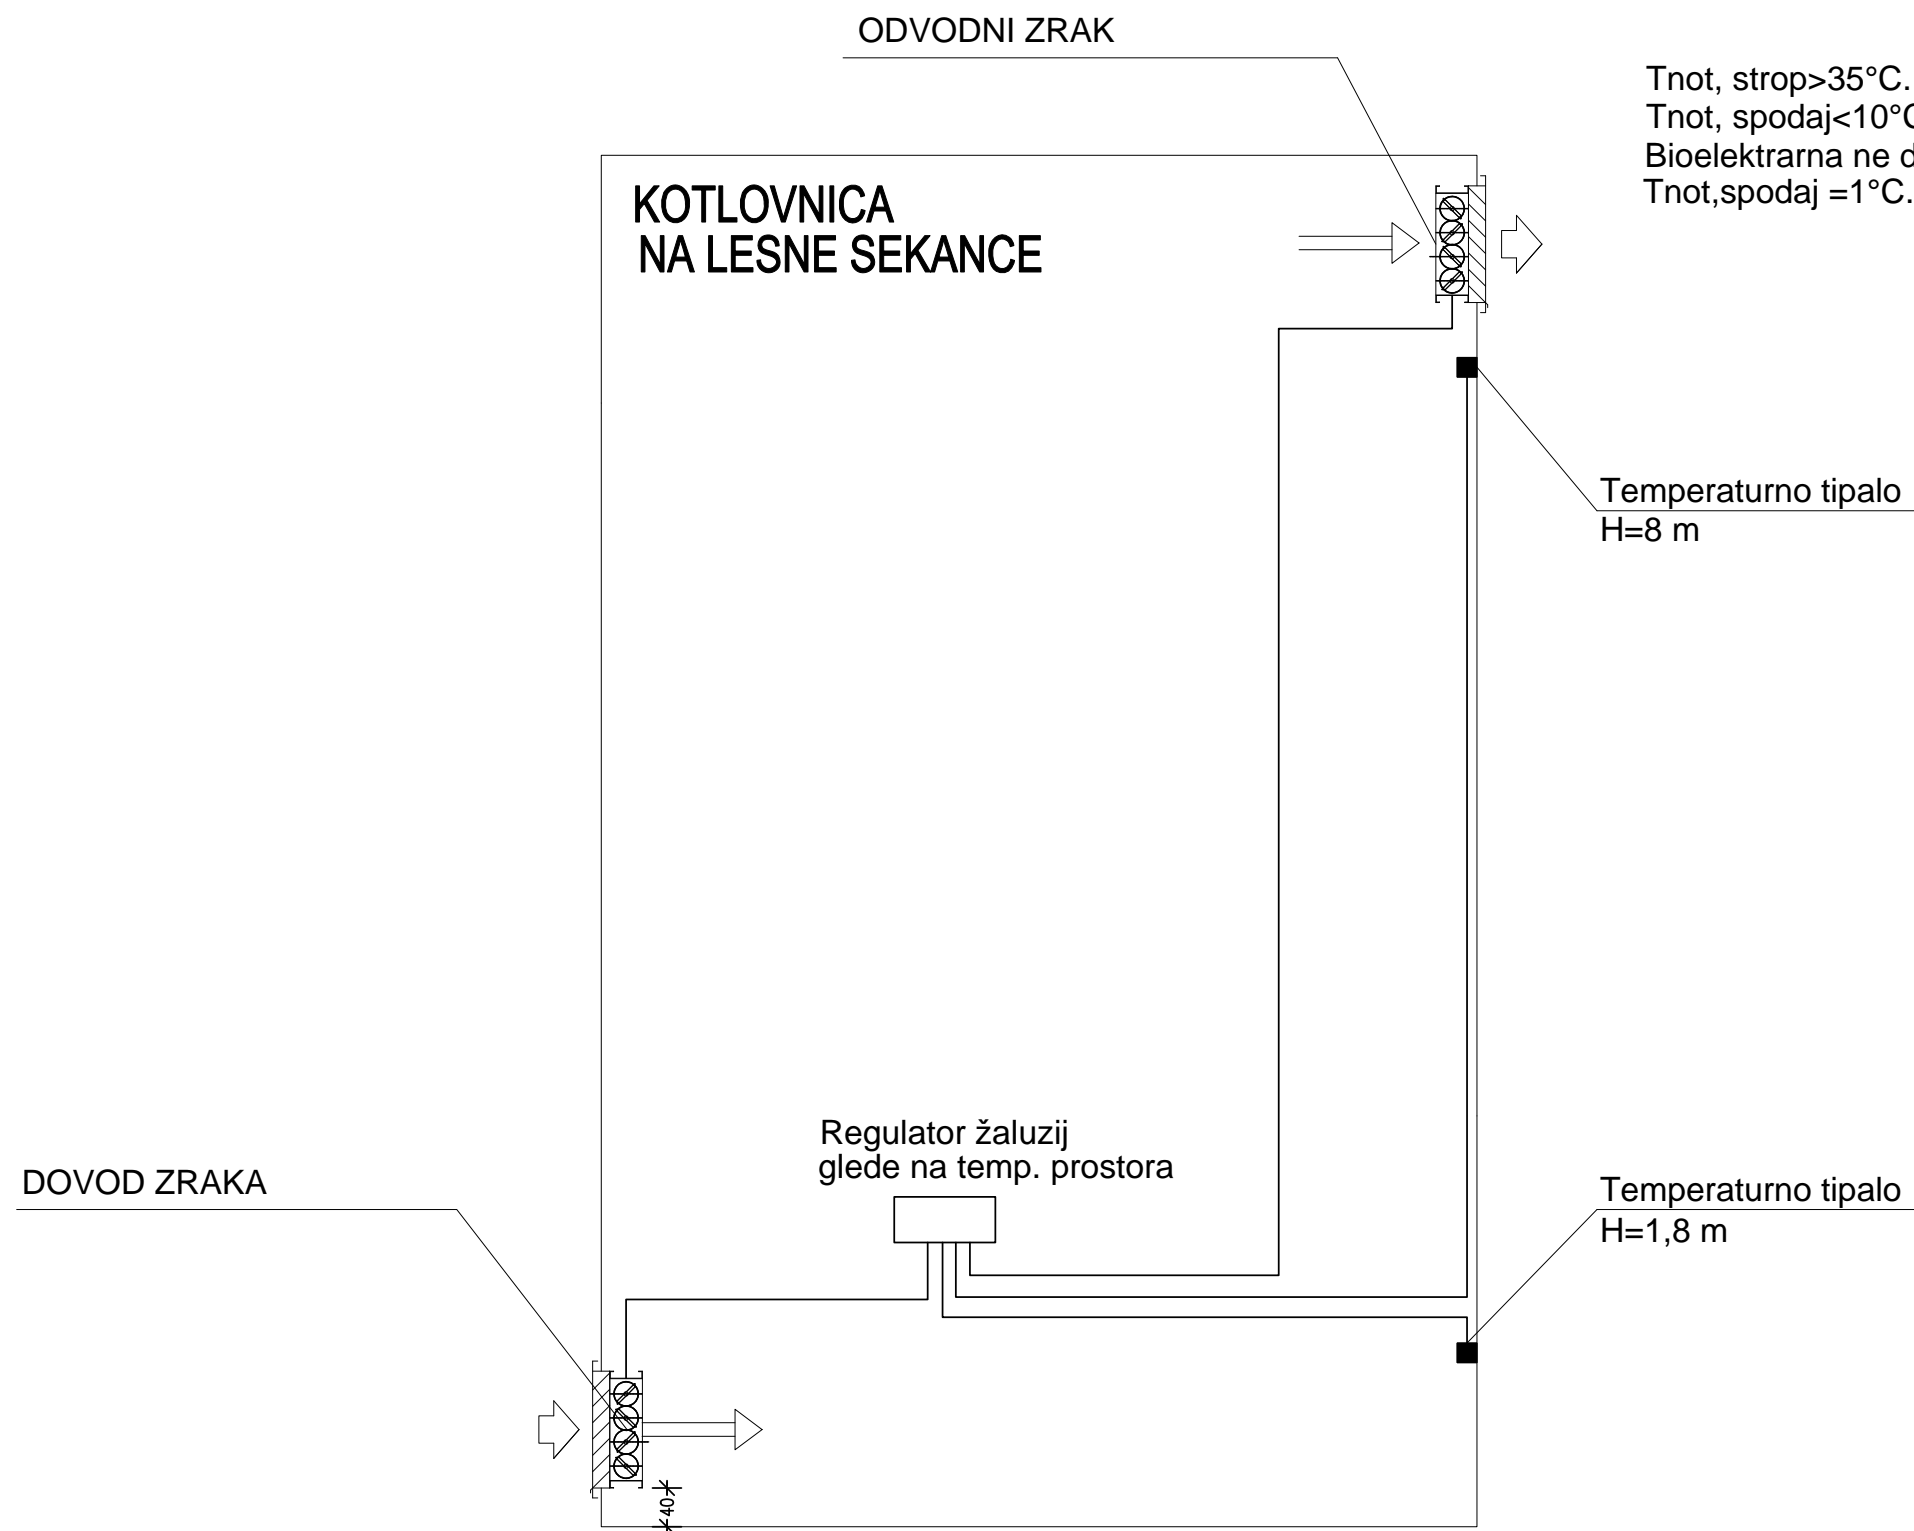 ODVODNI ZRAK
Tnot, strop>35°C.
Tnot, spodaj<10°C
Bioelektrarna ne
Tnot,spodaj =1°C.
KOTLOVNICA
NA LESNE SEKANCE
Temperaturno tipalo
H=8 m
Regulator žaluzij
glede na temp. prostora
DOVOD ZRAKA
Temperaturno tipalo
H=1,8 m
40